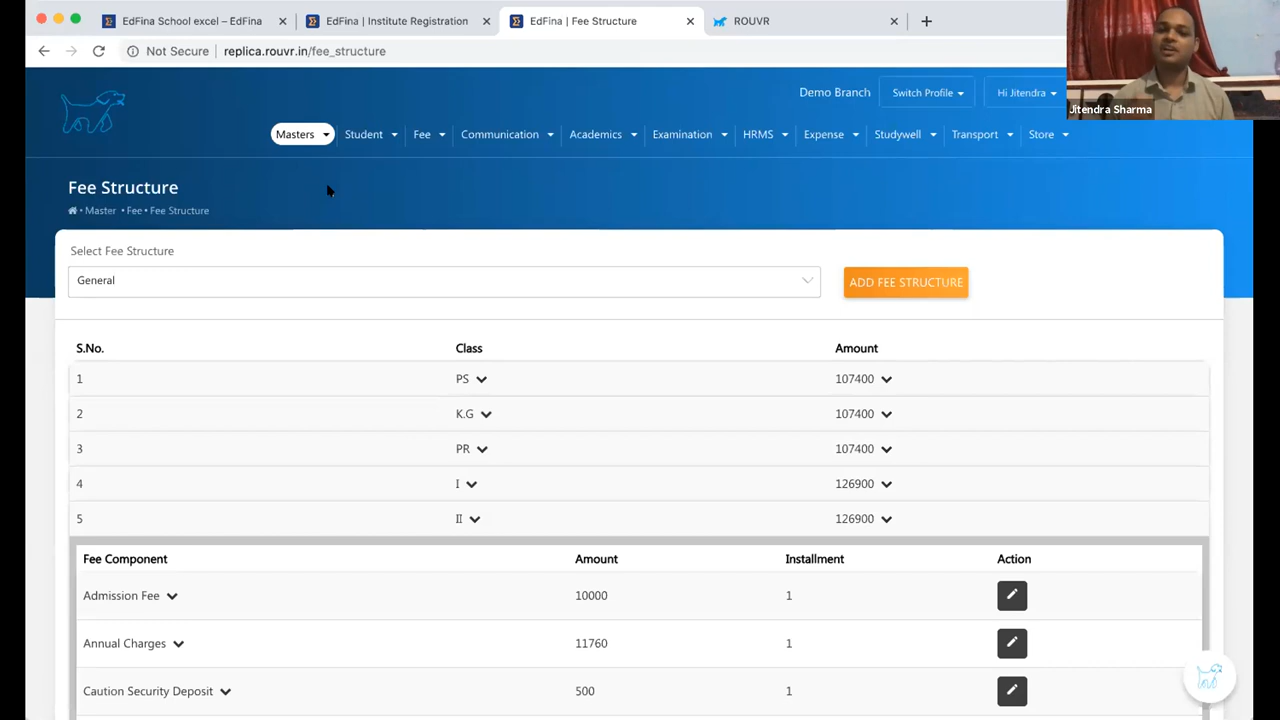 EdFina School excel – EdFina
EdFina | Institute Registration
EdFina | Fee Structure
ROUVR
Not Secure
replica.rouvr.in/fee_structure
Jitendra Sharma
Demo Branch
Switch Profile
Hi Jitendra
Masters
Student
Fee
Communication
Academics
Examination
HRMS
Expense
Studywell
Transport
Store
Fee Structure
Master • Fee • Fee Structure
Select Fee Structure
General
ADD FEE STRUCTURE
S.No. Class Amount
1 PS 107400
2 K.G 107400
3 PR 107400
4 I 126900
5 II 126900
Fee Component Amount Installment Action
Admission Fee 10000 1
Annual Charges 11760 1
Caution Security Deposit 500 1